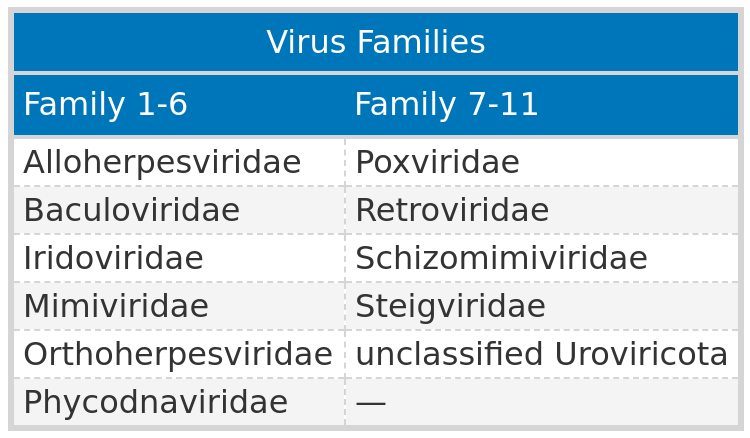 Virus Families
Family 1-6 Family 7-11
Alloherpesviridae Poxviridae
Baculoviridae Retroviridae
Iridoviridae Schizomimiviridae
Mimiviridae Steigviridae
Orthoherpesviridae unclassified Uroviricota
Phycodnaviridae —